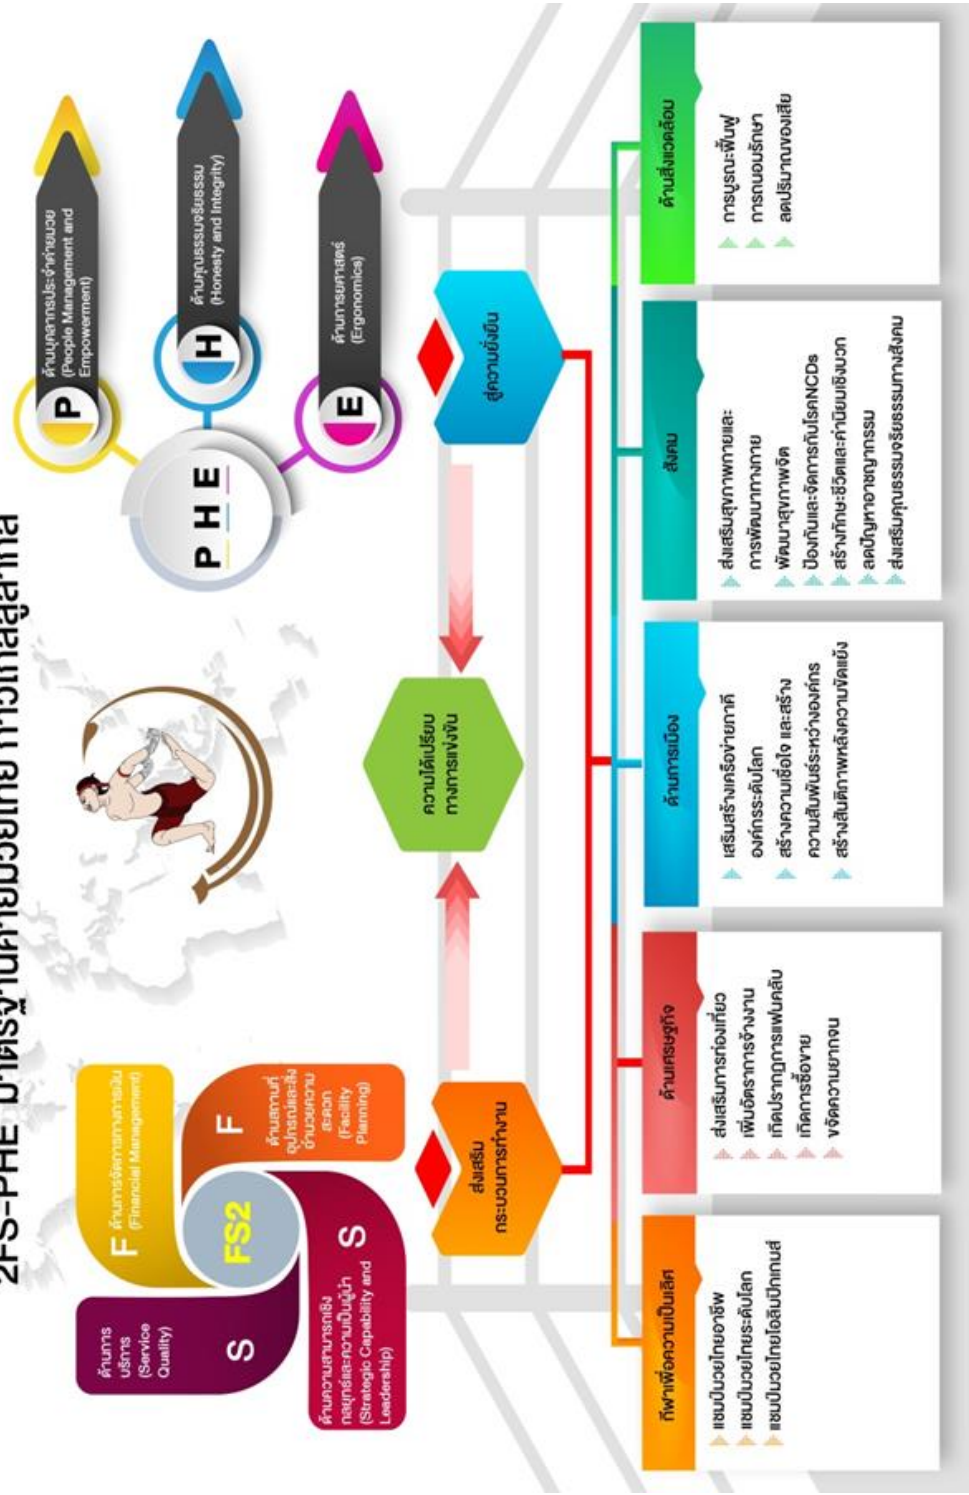 2FS-PHE มาตรฐานค่ายมวยไทย ก้าวไกลสู่สากล
ด้านการ
บริการ
(Service
Quality)
S
F
ด้านการจัดการทางการเงิน
(Financial Management)
FS2
ด้านความสามารถเชิง
กลยุทธ์และความเป็นผู้นำ
(Strategic Capability and
Leadership)
S
F
ด้านสถานที่
อุปกรณ์และสิ่ง
อำนวยความ
สะดวก
(Facility
Planning)
P H E
P
ด้านบุคลากรประจำค่ายมวย
(People Management and
Empowerment)
H
ด้านคุณธรรมจริยธรรม
(Honesty and Integrity)
E
ด้านการยศาสตร์
(Ergonomics)
ส่งเสริม
กระบวนการทำงาน
ความได้เปรียบ
ทางการแข่งขัน
สู่ความยั่งยืน
กีฬาเพื่อความเป็นเลิศ
แชมป์มวยไทยอาชีพ
แชมป์มวยไทยระดับโลก
แชมป์มวยไทยโอลิมปิกเกมส์
ด้านเศรษฐกิจ
ส่งเสริมการท่องเที่ยว
เพิ่มอัตราการจ้างงาน
เกิดปรากฏการแฟนคลับ
เกิดการซื้อขาย
ขจัดความยากจน
ด้านการเมือง
เสริมสร้างเครือข่ายภาคี
องค์กรระดับโลก
สร้างความเชื่อใจ และสร้าง
ความสัมพันธ์ระหว่างองค์กร
สร้างสันติภาพหลังความขัดแย้ง
สังคม
ส่งเสริมสุขภาพกายและ
การพัฒนาทางกาย
พัฒนาสุขภาพจิต
ป้องกันและจัดการกับโรคNCDs
สร้างทักษะชีวิตและค่านิยมเชิงบวก
ลดปัญหาอาชญากรรม
ส่งเสริมคุณธรรมจริยธรรมทางสังคม
ด้านสิ่งแวดล้อม
การบูรณะฟื้นฟู
การถนอมรักษา
ลดปริมาณของเสีย